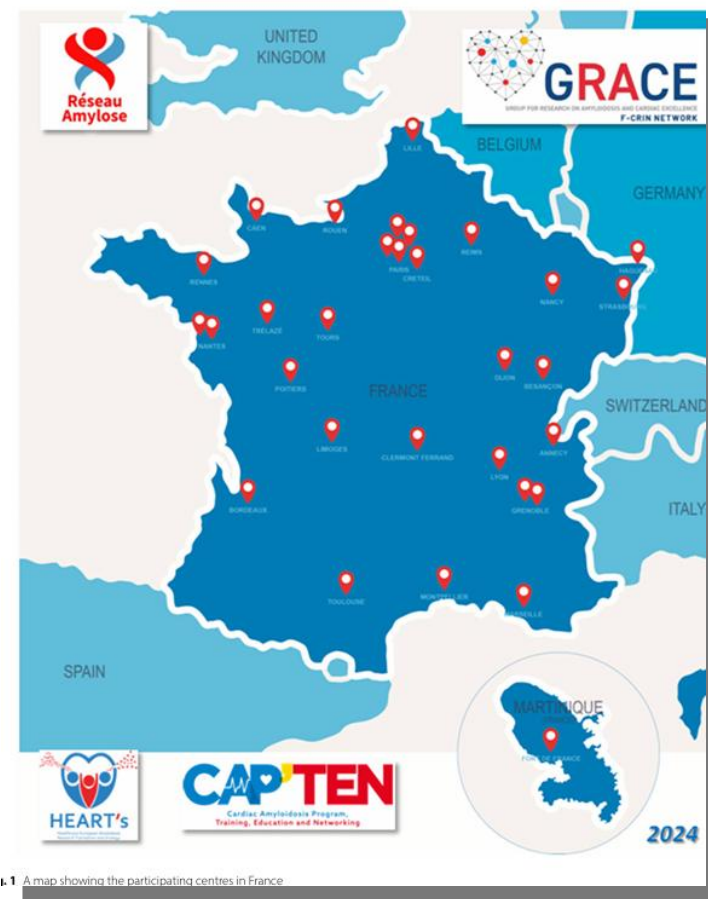 UNITED
KINGDOM
Réseau
Amylose
GRACE
GROUP FOR RESEARCH ON AMYLOIDOSIS AND CARDIAC EXCELLENCE
F-CRIN NETWORK
BELGIUM
GERMANY
LILLE
CAEN
ROUEN
REIMS
PARIS
CRETEIL
RENNES
NANCY
STRASBOURG
TRÉLAZÉ
TOURS
NANTES
POITIERS
DIJON
BESANÇON
FRANCE
SWITZERLAND
LIMOGES
CLERMONT FERRAND
ANNECY
LYON
GRENOBLE
BORDEAUX
ITALY
TOULOUSE
MONTPELLIER
MARSEILLE
SPAIN
MARTINIQUE
FORT DE FRANCE
HEART's
CAP'TEN
Cardiac Amyloidosis Program,
Training, Education and Networking
2024
. 1 A map showing the participating centres in France